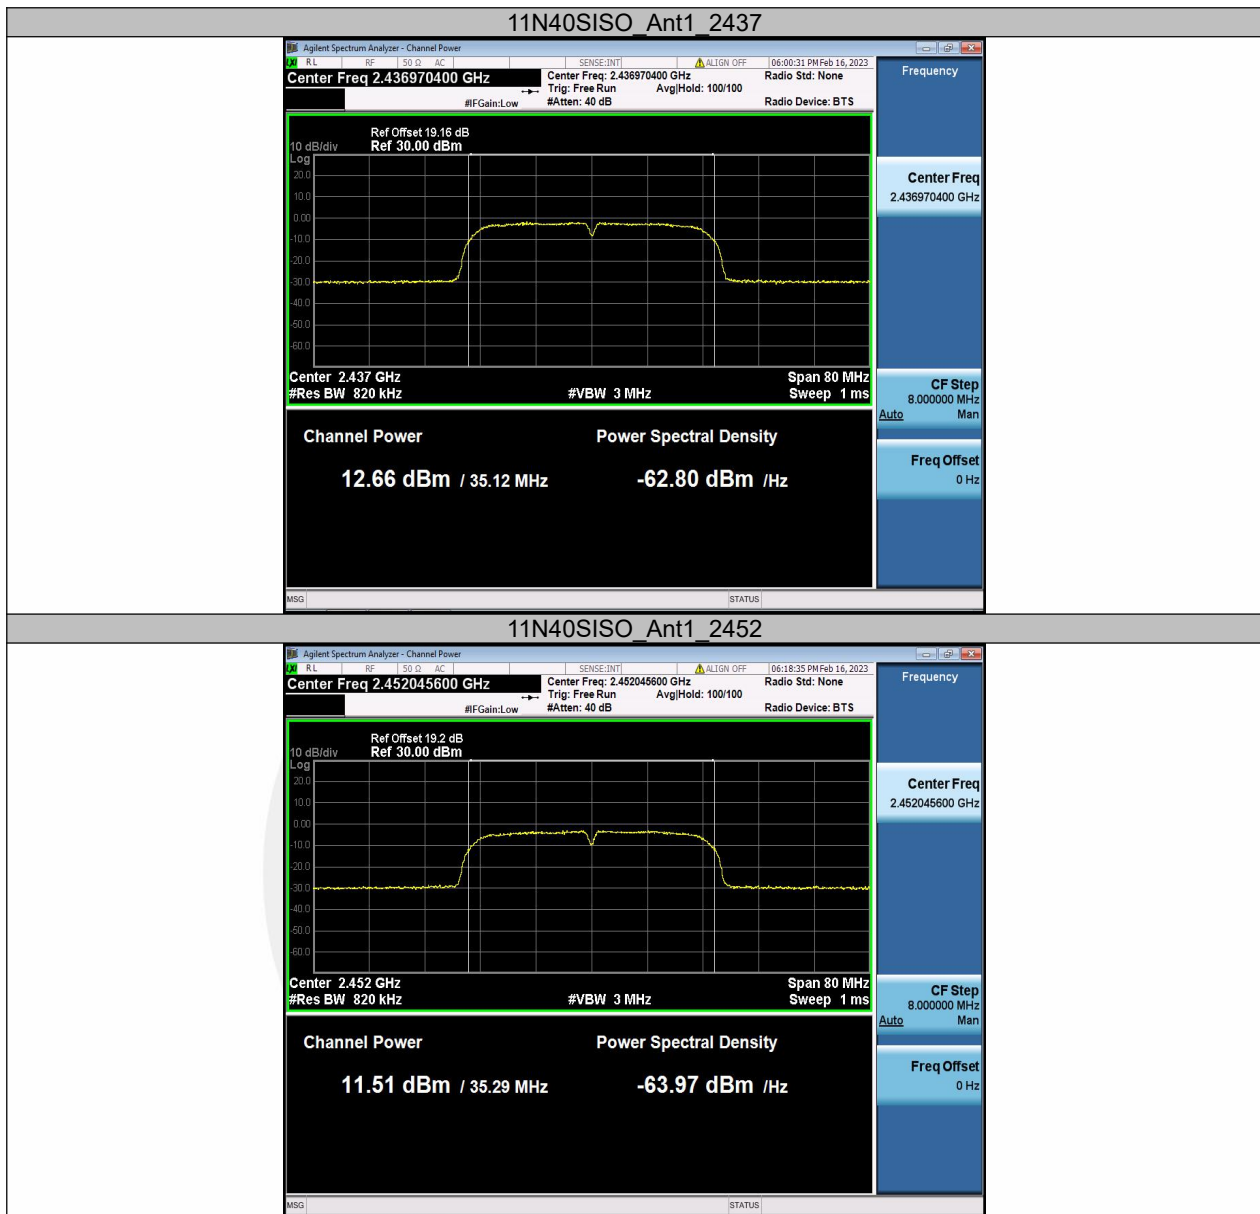 11N40SISO_Ant1_2437
Agilent Spectrum Analyzer - Channel Power
RL RF 50 Ω AC SENSE:INT ALIGN OFF 06:00:31 PM Feb 16, 2023
Center Freq 2.436970400 GHz
Center Freq: 2.436970400 GHz Radio Std: None
Trig: Free Run Avg|Hold: 100/100
#IFGain:Low #Atten: 40 dB Radio Device: BTS
Frequency
Ref Offset 19.16 dB
10 dB/div Ref 30.00 dBm
Log
20.0
10.0
0.00
-10.0
-20.0
-30.0
-40.0
-50.0
-60.0
Center Freq
2.436970400 GHz
Center 2.437 GHz Span 80 MHz
#Res BW 820 kHz #VBW 3 MHz Sweep 1 ms
CF Step
8.000000 MHz
Auto Man
Channel Power Power Spectral Density
12.66 dBm / 35.12 MHz -62.80 dBm /Hz
Freq Offset
0 Hz
MSG STATUS
11N40SISO_Ant1_2452
Agilent Spectrum Analyzer - Channel Power
RL RF 50 Ω AC SENSE:INT ALIGN OFF 06:18:35 PM Feb 16, 2023
Center Freq 2.452045600 GHz
Center Freq: 2.452045600 GHz Radio Std: None
Trig: Free Run Avg|Hold: 100/100
#IFGain:Low #Atten: 40 dB Radio Device: BTS
Frequency
Ref Offset 19.2 dB
10 dB/div Ref 30.00 dBm
Log
20.0
10.0
0.00
-10.0
-20.0
-30.0
-40.0
-50.0
-60.0
Center Freq
2.452045600 GHz
Center 2.452 GHz Span 80 MHz
#Res BW 820 kHz #VBW 3 MHz Sweep 1 ms
CF Step
8.000000 MHz
Auto Man
Channel Power Power Spectral Density
11.51 dBm / 35.29 MHz -63.97 dBm /Hz
Freq Offset
0 Hz
MSG STATUS